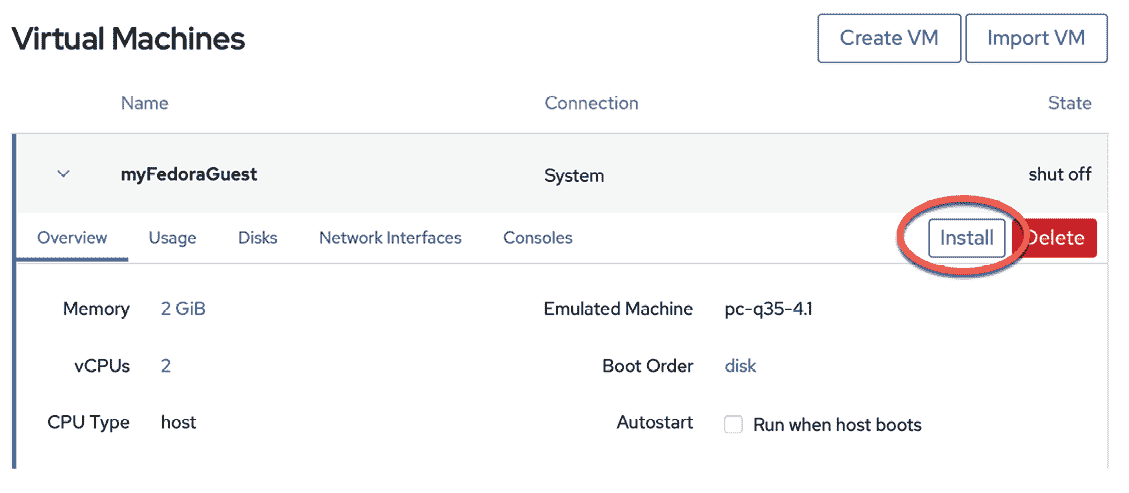 Virtual Machines Create VM Import VM
Name Connection State
myFedoraGuest System shut off
Overview Usage Disks Network Interfaces Consoles Install Delete
Memory 2 GiB Emulated Machine pc-q35-4.1
vCPUs 2 Boot Order disk
CPU Type host Autostart Run when host boots